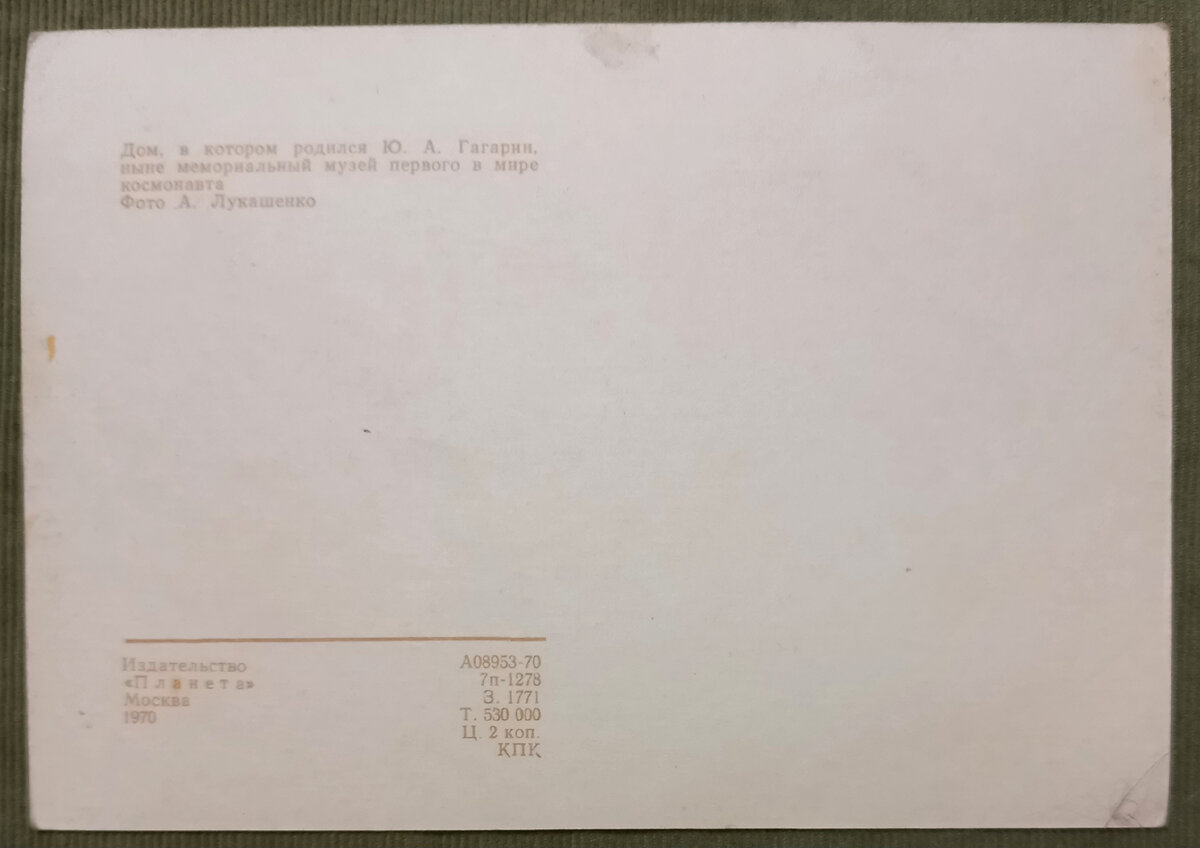 Дом, в котором родился Ю. А. Гагарин,
ныне мемориальный музей первого в мире
космонавта
Фото А. Лукашенко
Издательство
«Планета»
Москва
1970
А08953-70
7п-1278
З. 1771
Т. 530 000
Ц. 2 коп.
КПК